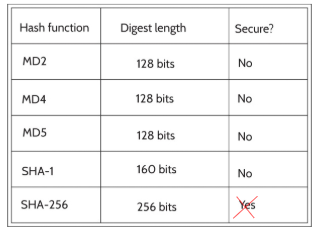 Hash function Digest length Secure?
MD2 128 bits No
MD4 128 bits No
MD5 128 bits No
SHA-1 160 bits No
SHA-256 256 bits Yes